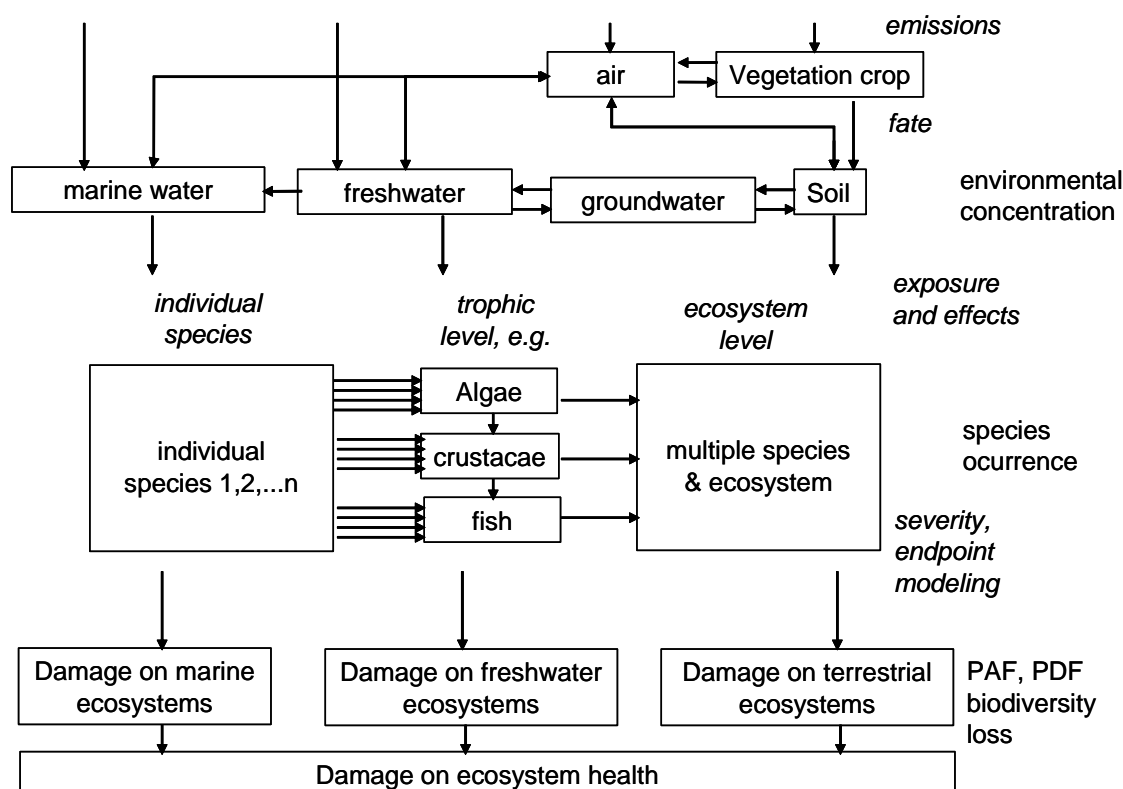 emissions
air
Vegetation crop
fate
marine water
freshwater
groundwater
Soil
environmental
concentration
individual
species
trophic
level, e.g.
ecosystem
level
exposure
and effects
individual
species 1,2,...n
Algae
crustacae
fish
multiple species
& ecosystem
species
ocurrence
severity,
endpoint
modeling
Damage on marine
ecosystems
Damage on freshwater
ecosystems
Damage on terrestrial
ecosystems
PAF, PDF
biodiversity
loss
Damage on ecosystem health